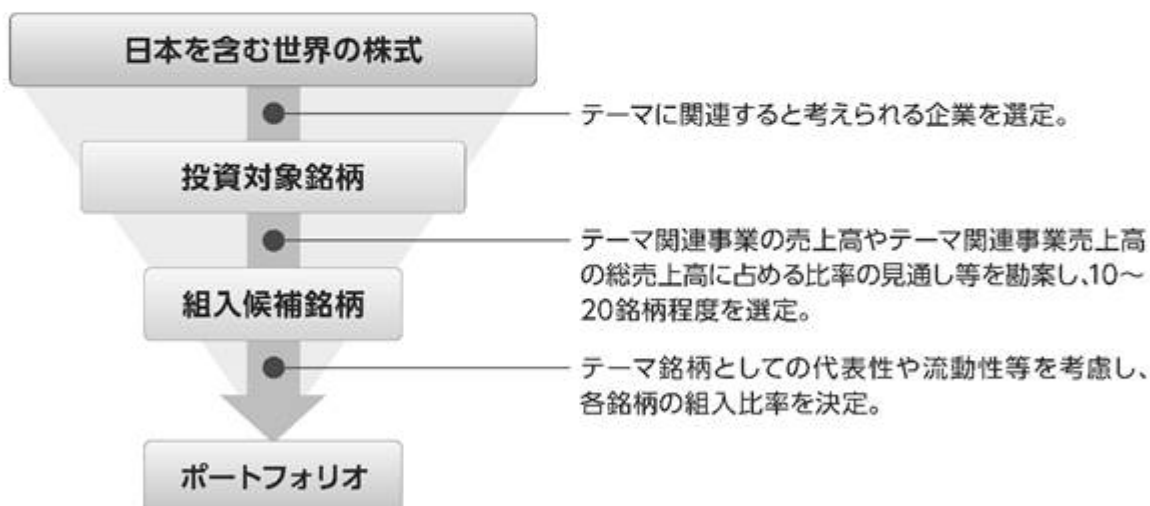 日本を含む世界の株式
テーマに関連すると考えられる企業を選定。
投資対象銘柄
テーマ関連事業の売上高やテーマ関連事業売上高
の総売上高に占める比率の見通し等を勘案し、10〜
20銘柄程度を選定。
組入候補銘柄
テーマ銘柄としての代表性や流動性等を考慮し、
各銘柄の組入比率を決定。
ポートフォリオ